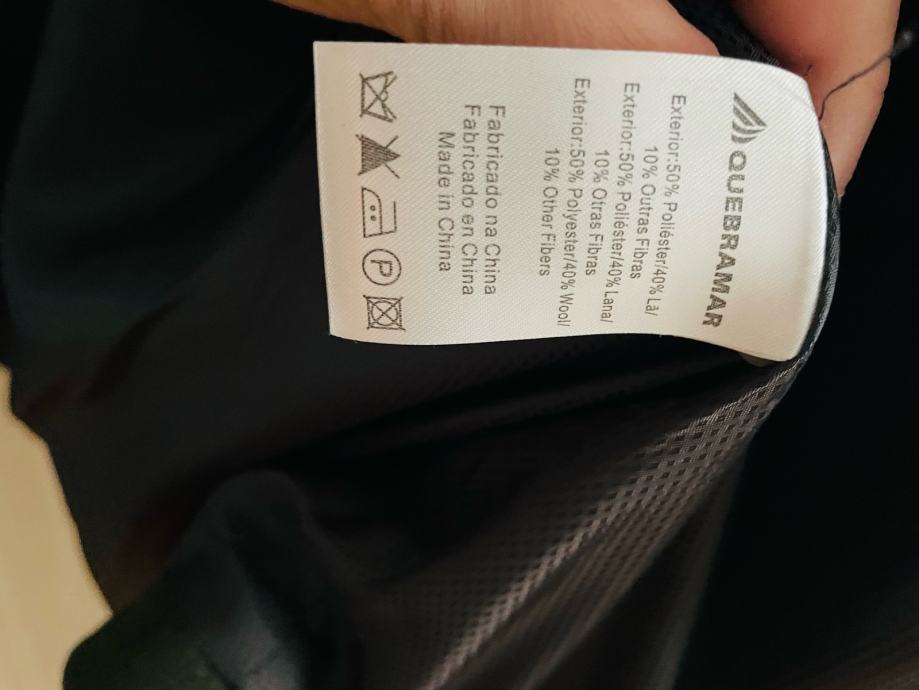 QUEBRAMAR
Exterior:50% Poliéster/40% Lã/
10% Outras Fibras
Exterior:50% Poliéster/40% Lana/
10% Otras Fibras
Exterior:50% Polyester/40% Wool/
10% Other Fibers
Fabricado na China
Fabricado en China
Made in China
P